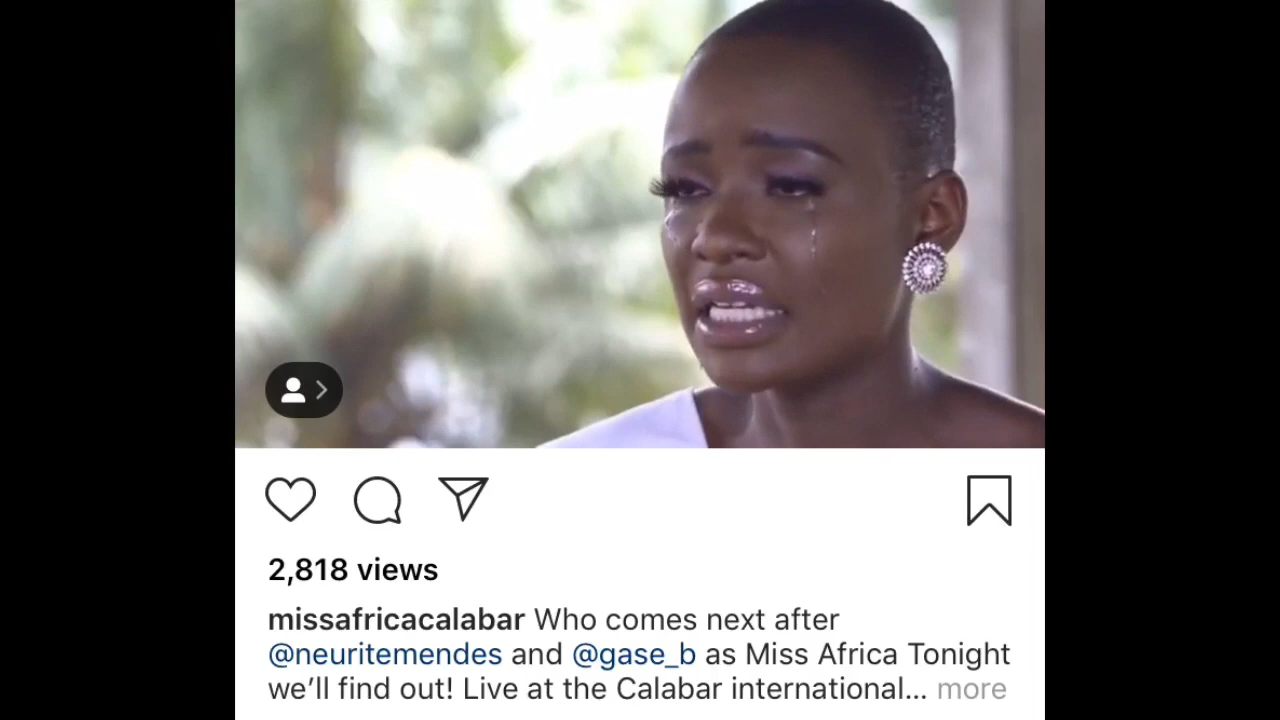 2,818 views
missafricacalabar Who comes next after
@neuritemendes and @gase_b as Miss Africa Tonight
we’ll find out! Live at the Calabar international... more